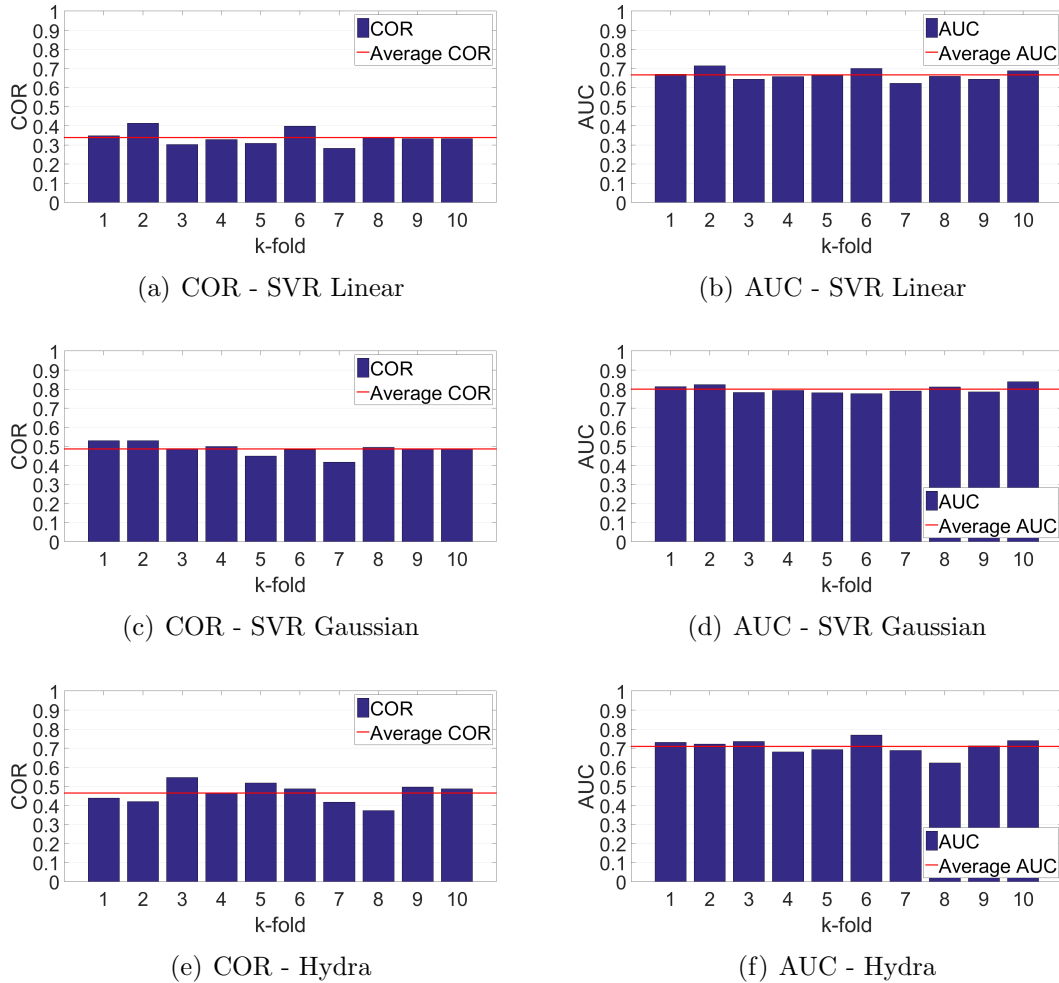 1
0.9
0.8
0.7
0.6
0.5
0.4
0.3
0.2
0.1
0
COR
COR
Average COR
1 2 3 4 5 6 7 8 9 10
k-fold
(a) COR - SVR Linear
1
0.9
0.8
0.7
0.6
0.5
0.4
0.3
0.2
0.1
0
AUC
AUC
Average AUC
1 2 3 4 5 6 7 8 9 10
k-fold
(b) AUC - SVR Linear
1
0.9
0.8
0.7
0.6
0.5
0.4
0.3
0.2
0.1
0
COR
COR
Average COR
1 2 3 4 5 6 7 8 9 10
k-fold
(c) COR - SVR Gaussian
1
0.9
0.8
0.7
0.6
0.5
0.4
0.3
0.2
0.1
0
AUC
AUC
Average AUC
1 2 3 4 5 6 7 8 9 10
k-fold
(d) AUC - SVR Gaussian
1
0.9
0.8
0.7
0.6
0.5
0.4
0.3
0.2
0.1
0
COR
COR
Average COR
1 2 3 4 5 6 7 8 9 10
k-fold
(e) COR - Hydra
1
0.9
0.8
0.7
0.6
0.5
0.4
0.3
0.2
0.1
0
AUC
AUC
Average AUC
1 2 3 4 5 6 7 8 9 10
k-fold
(f) AUC - Hydra